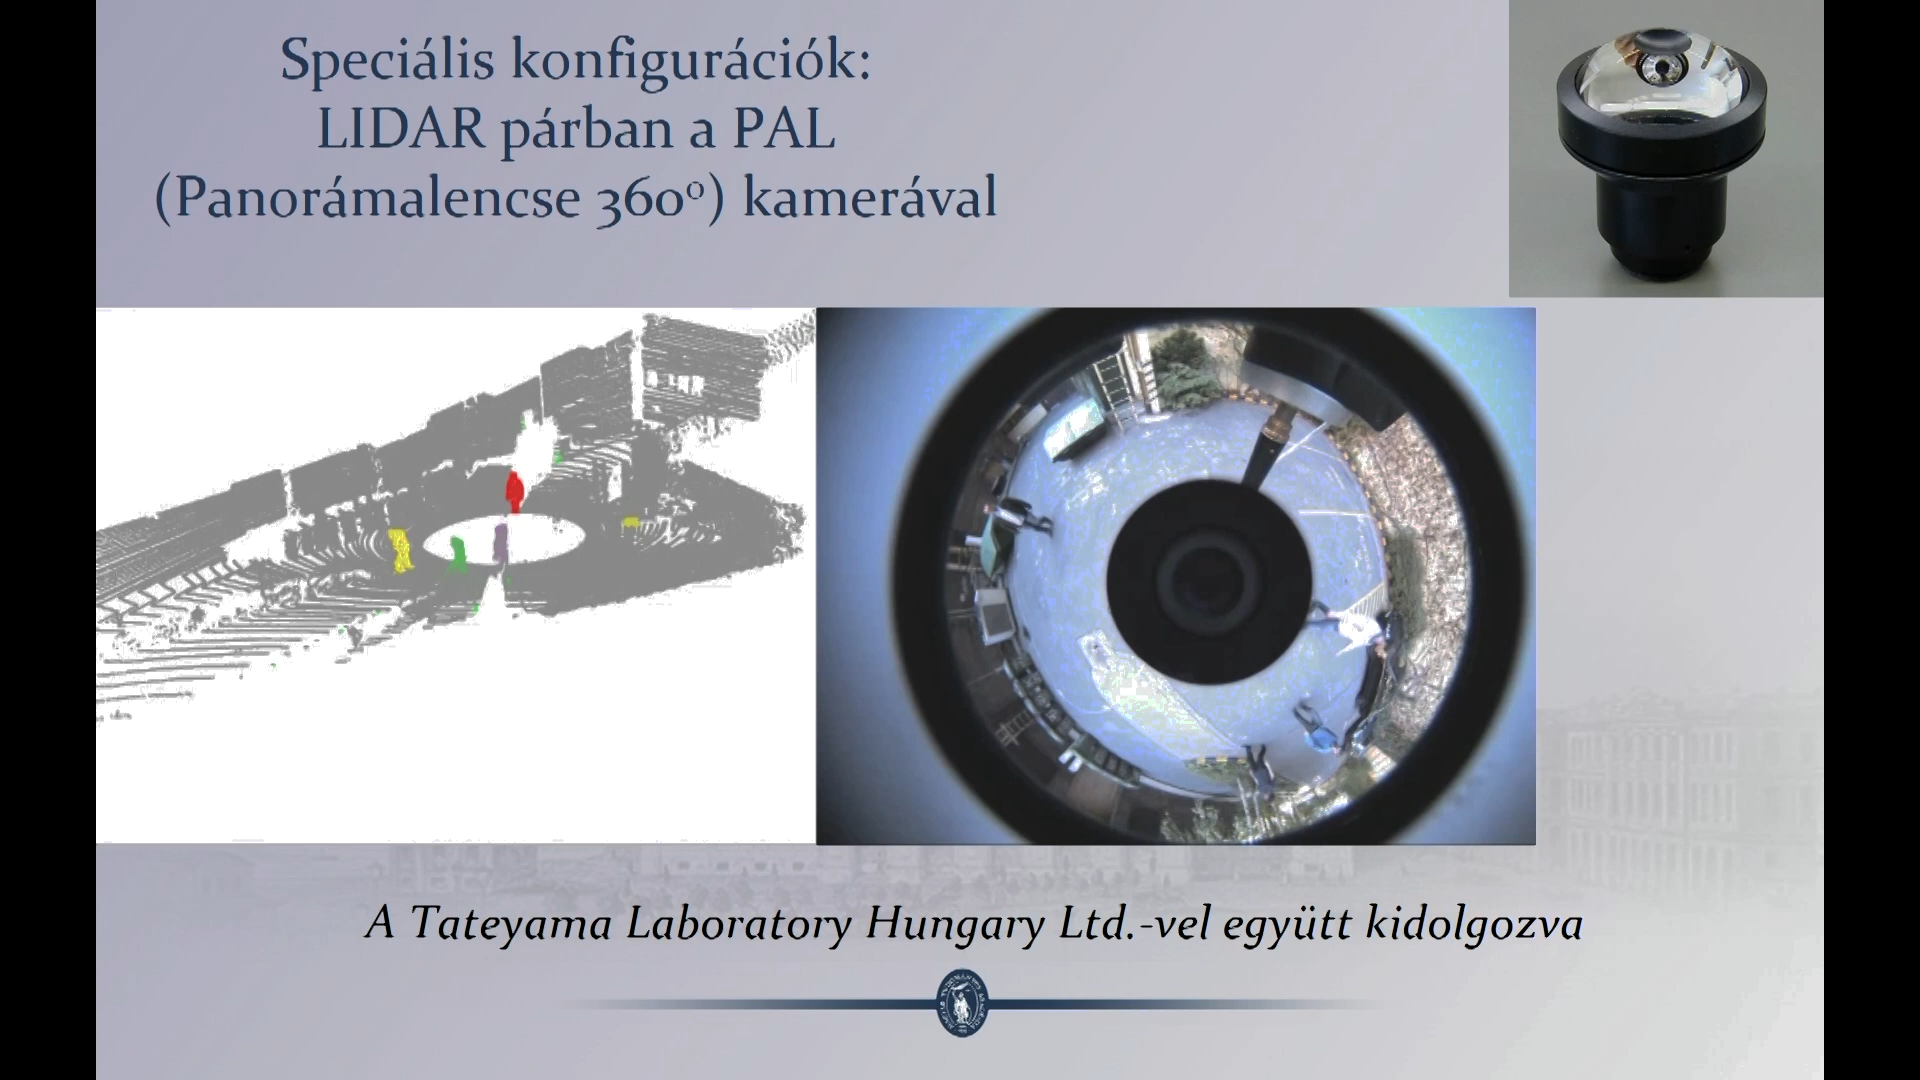 Speciális konfigurációk:
LIDAR párban a PAL
(Panorámalencse 360°) kamerával
A Tateyama Laboratory Hungary Ltd.-vel együtt kidolgozva